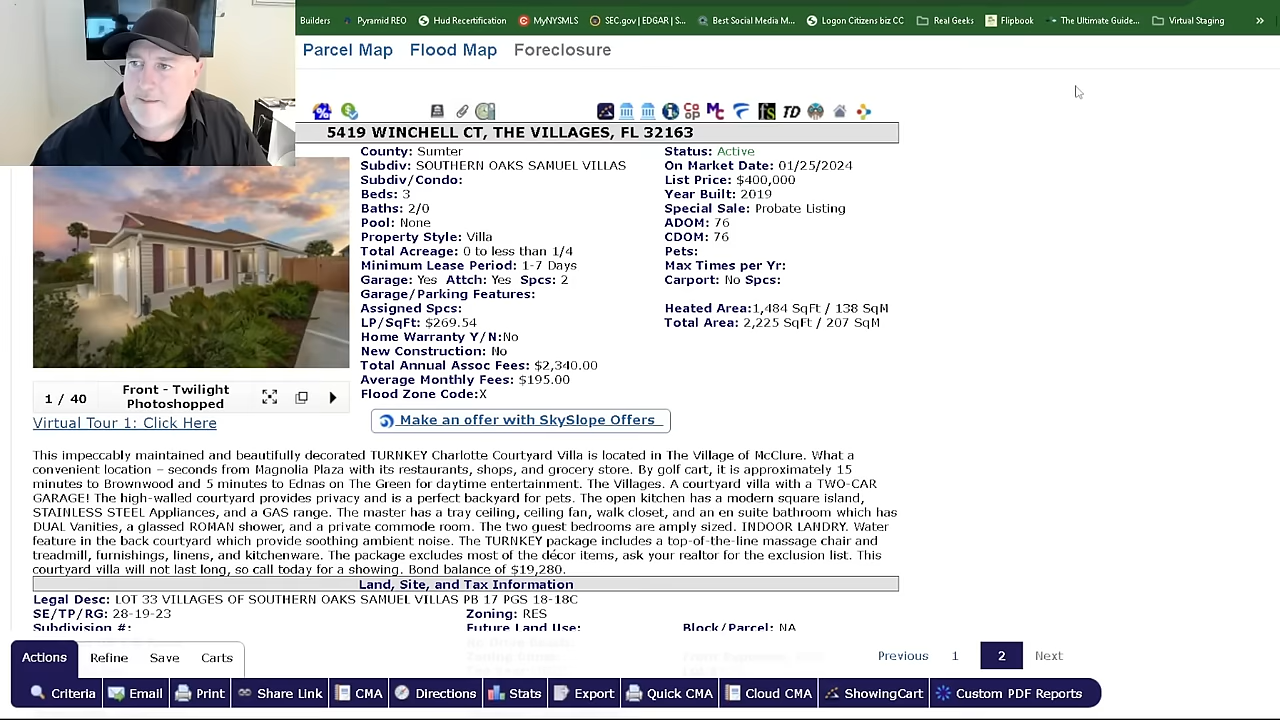 Builders Pyramid REO Hud Recertification MyNYSMLS SEC.gov | EDGAR | S... Best Social Media M... Logon Citizens biz CC Real Geeks Flipbook The Ultimate Guide... Virtual Staging »
Parcel Map Flood Map Foreclosure
5419 WINCHELL CT, THE VILLAGES, FL 32163
County: Sumter
Subdiv: SOUTHERN OAKS SAMUEL VILLAS
Subdiv/Condo:
Beds: 3
Baths: 2/0
Pool: None
Property Style: Villa
Total Acreage: 0 to less than 1/4
Minimum Lease Period: 1-7 Days
Garage: Yes Attch: Yes Spcs: 2
Garage/Parking Features:
Assigned Spcs:
LP/SqFt: $269.54
Home Warranty Y/N:No
New Construction: No
Total Annual Assoc Fees: $2,340.00
Average Monthly Fees: $195.00
Flood Zone Code:X
Status: Active
On Market Date: 01/25/2024
List Price: $400,000
Year Built: 2019
Special Sale: Probate Listing
ADOM: 76
CDOM: 76
Pets:
Max Times per Yr:
Carport: No Spcs:
Heated Area:1,484 SqFt / 138 SqM
Total Area: 2,225 SqFt / 207 SqM
1 / 40
Front - Twilight
Photoshopped
Virtual Tour 1: Click Here
Make an offer with SkySlope Offers
This impeccably maintained and beautifully decorated TURNKEY Charlotte Courtyard Villa is located in The Village of McClure. What a
convenient location – seconds from Magnolia Plaza with its restaurants, shops, and grocery store. By golf cart, it is approximately 15
minutes to Brownwood and 5 minutes to Ednas on The Green for daytime entertainment. The Villages. A courtyard villa with a TWO-CAR
GARAGE! The high-walled courtyard provides privacy and is a perfect backyard for pets. The open kitchen has a modern square island,
STAINLESS STEEL Appliances, and a GAS range. The master has a tray ceiling, ceiling fan, walk closet, and an en suite bathroom which has
DUAL Vanities, a glassed ROMAN shower, and a private commode room. The two guest bedrooms are amply sized. INDOOR LANDRY. Water
feature in the back courtyard which provide soothing ambient noise. The TURNKEY package includes a top-of-the-line massage chair and
treadmill, furnishings, linens, and kitchenware. The package excludes most of the décor items, ask your realtor for the exclusion list. This
courtyard villa will not last long, so call today for a showing. Bond balance of $19,280.
Land, Site, and Tax Information
Legal Desc: LOT 33 VILLAGES OF SOUTHERN OAKS SAMUEL VILLAS PB 17 PGS 18-18C
SE/TP/RG: 28-19-23 Zoning: RES
Subdivision #: Future Land Use: Block/Parcel: NA
Actions Refine Save Carts
Previous 1 2 Next
Criteria Email Print Share Link CMA Directions Stats Export Quick CMA Cloud CMA ShowingCart Custom PDF Reports